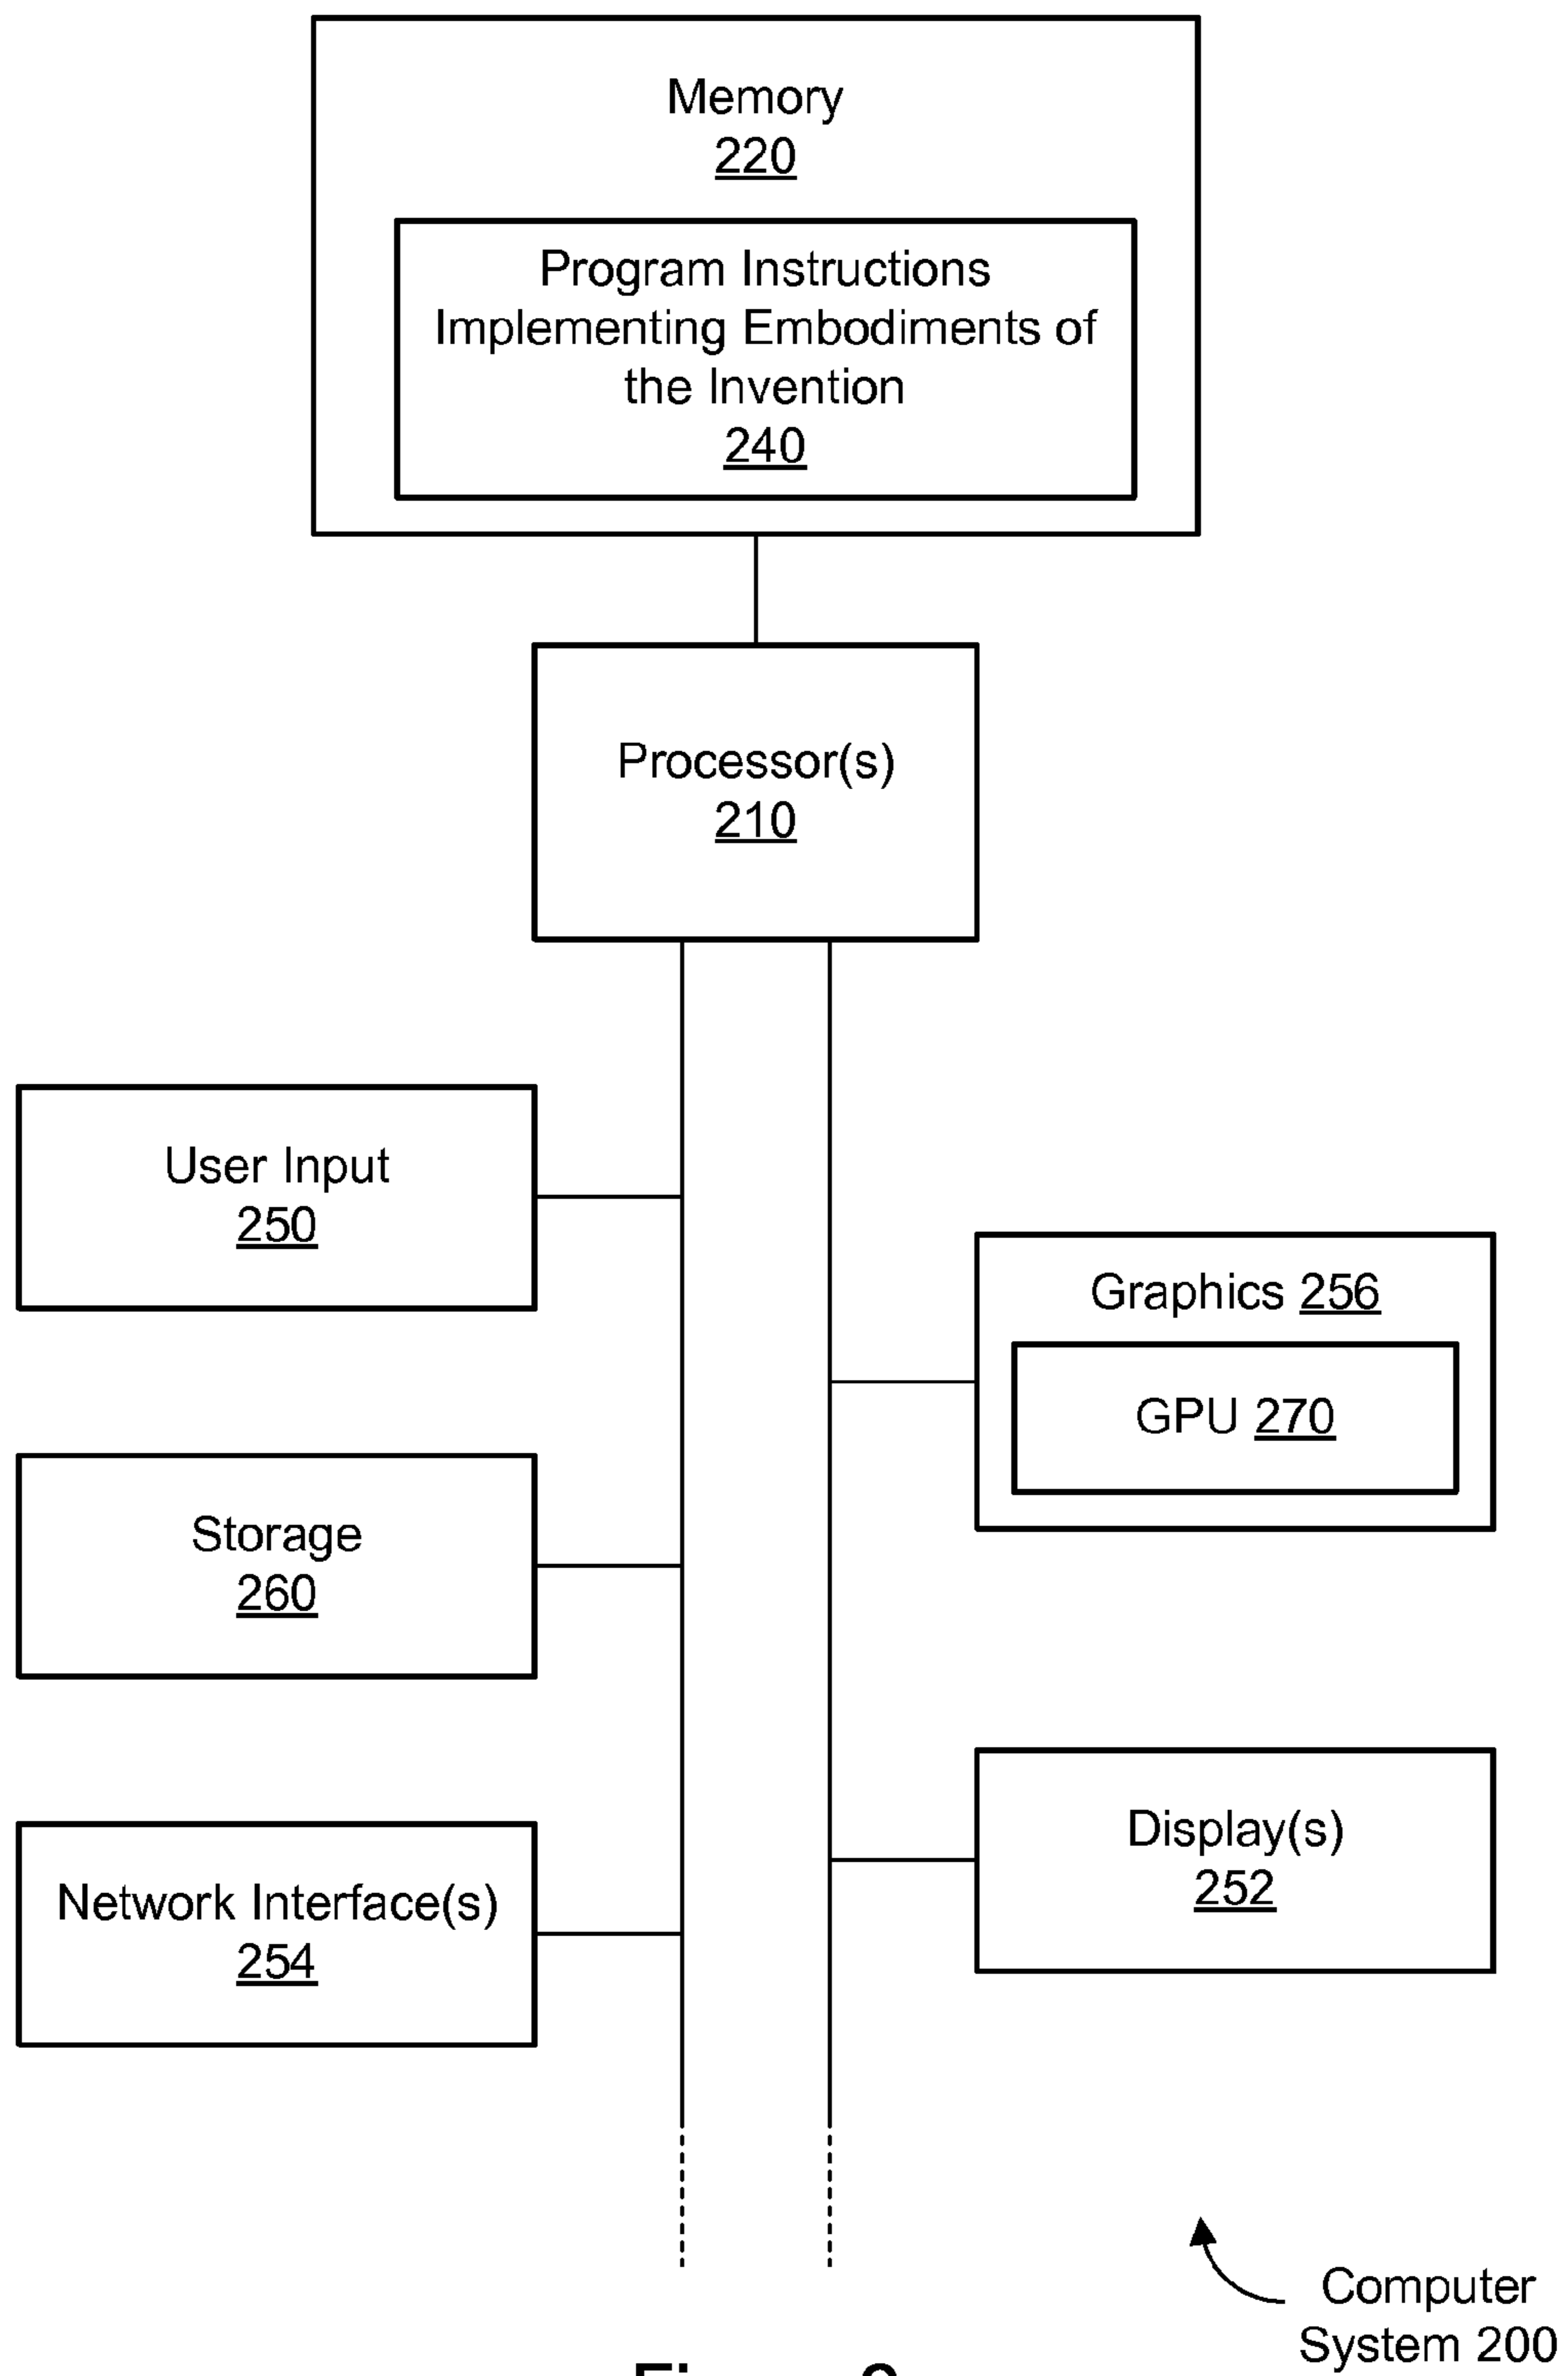 Memory
220
Program Instructions
Implementing Embodiments of
the Invention
240
Processor(s)
210
User Input
250
Graphics 256
GPU 270
Storage
260
Display(s)
252
Network Interface(s)
254
Computer
System 200